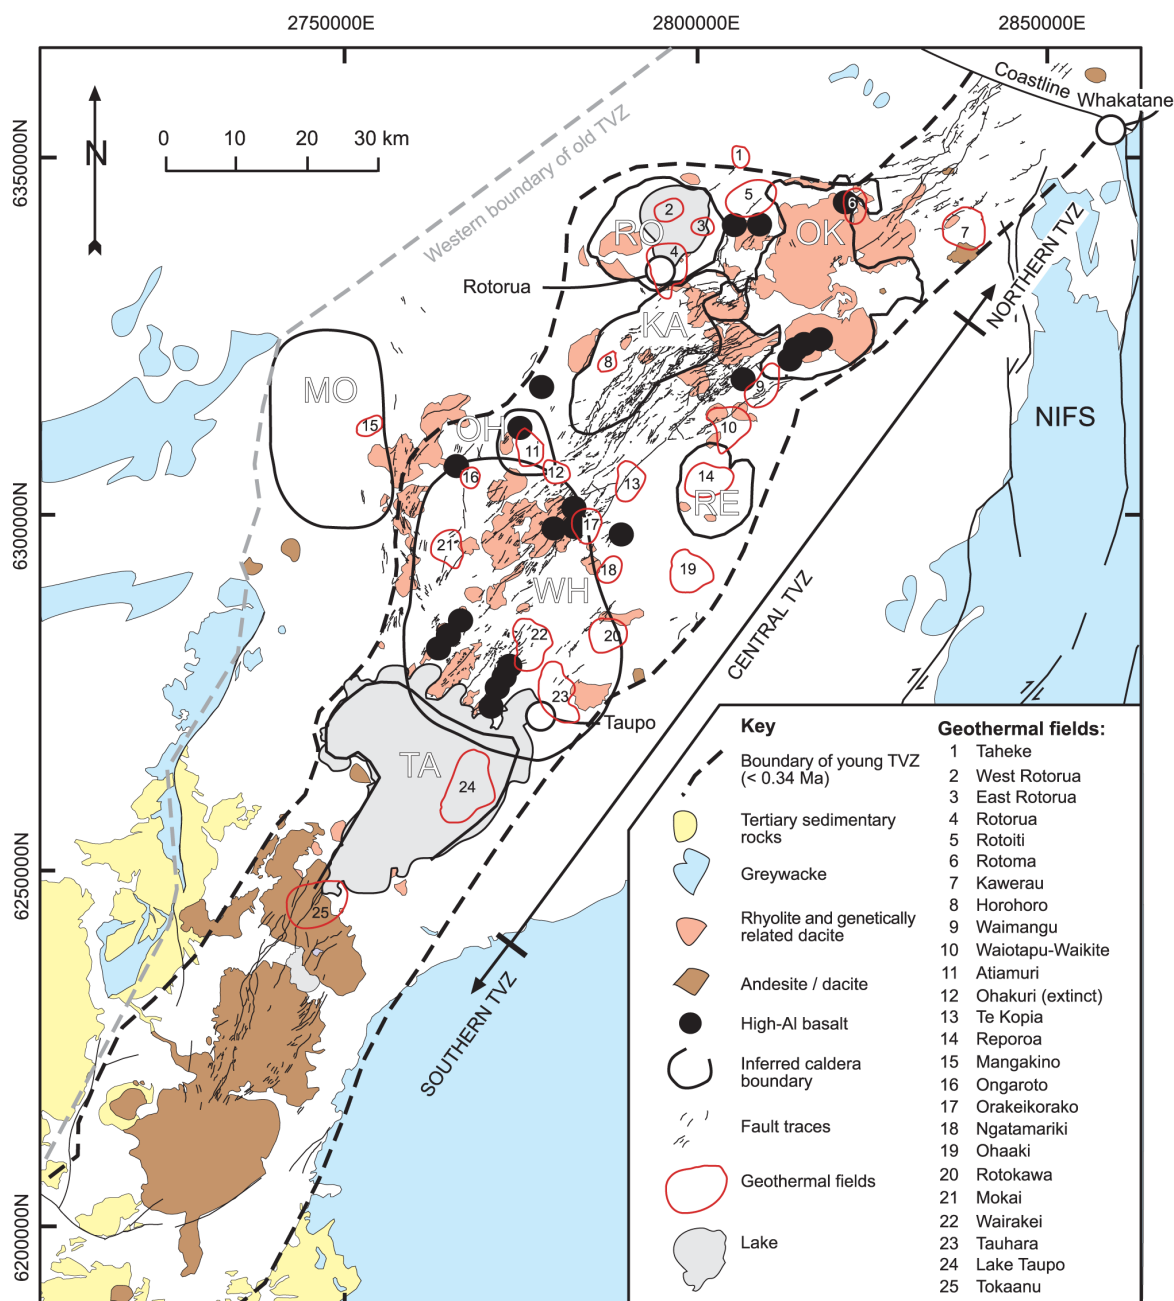 2750000E
2800000E
2850000E
6350000N
6300000N
6250000N
6200000N
N
0 10 20 30 km
Western boundary of old TVZ
Coastline
Whakatane
1
2
3
4
5
6
7
RO
OK
Rotorua
KA
8
9
10
MO
15
OH
11
12
13
14
RE
16
17
18
19
20
21
22
23
WH
Taupo
TA
24
25
NIFS
NORTHERN TVZ
CENTRAL TVZ
SOUTHERN TVZ
Key
Boundary of young TVZ
(< 0.34 Ma)
Tertiary sedimentary
rocks
Greywacke
Rhyolite and genetically
related dacite
Andesite / dacite
High-Al basalt
Inferred caldera
boundary
Fault traces
Geothermal fields
Lake
Geothermal fields:
1 Taheke
2 West Rotorua
3 East Rotorua
4 Rotorua
5 Rotoiti
6 Rotoma
7 Kawerau
8 Horohoro
9 Waimangu
10 Waiotapu-Waikite
11 Atiamuri
12 Ohakuri (extinct)
13 Te Kopia
14 Reporoa
15 Mangakino
16 Ongaroto
17 Orakeikorako
18 Ngatamariki
19 Ohaaki
20 Rotokawa
21 Mokai
22 Wairakei
23 Tauhara
24 Lake Taupo
25 Tokaanu